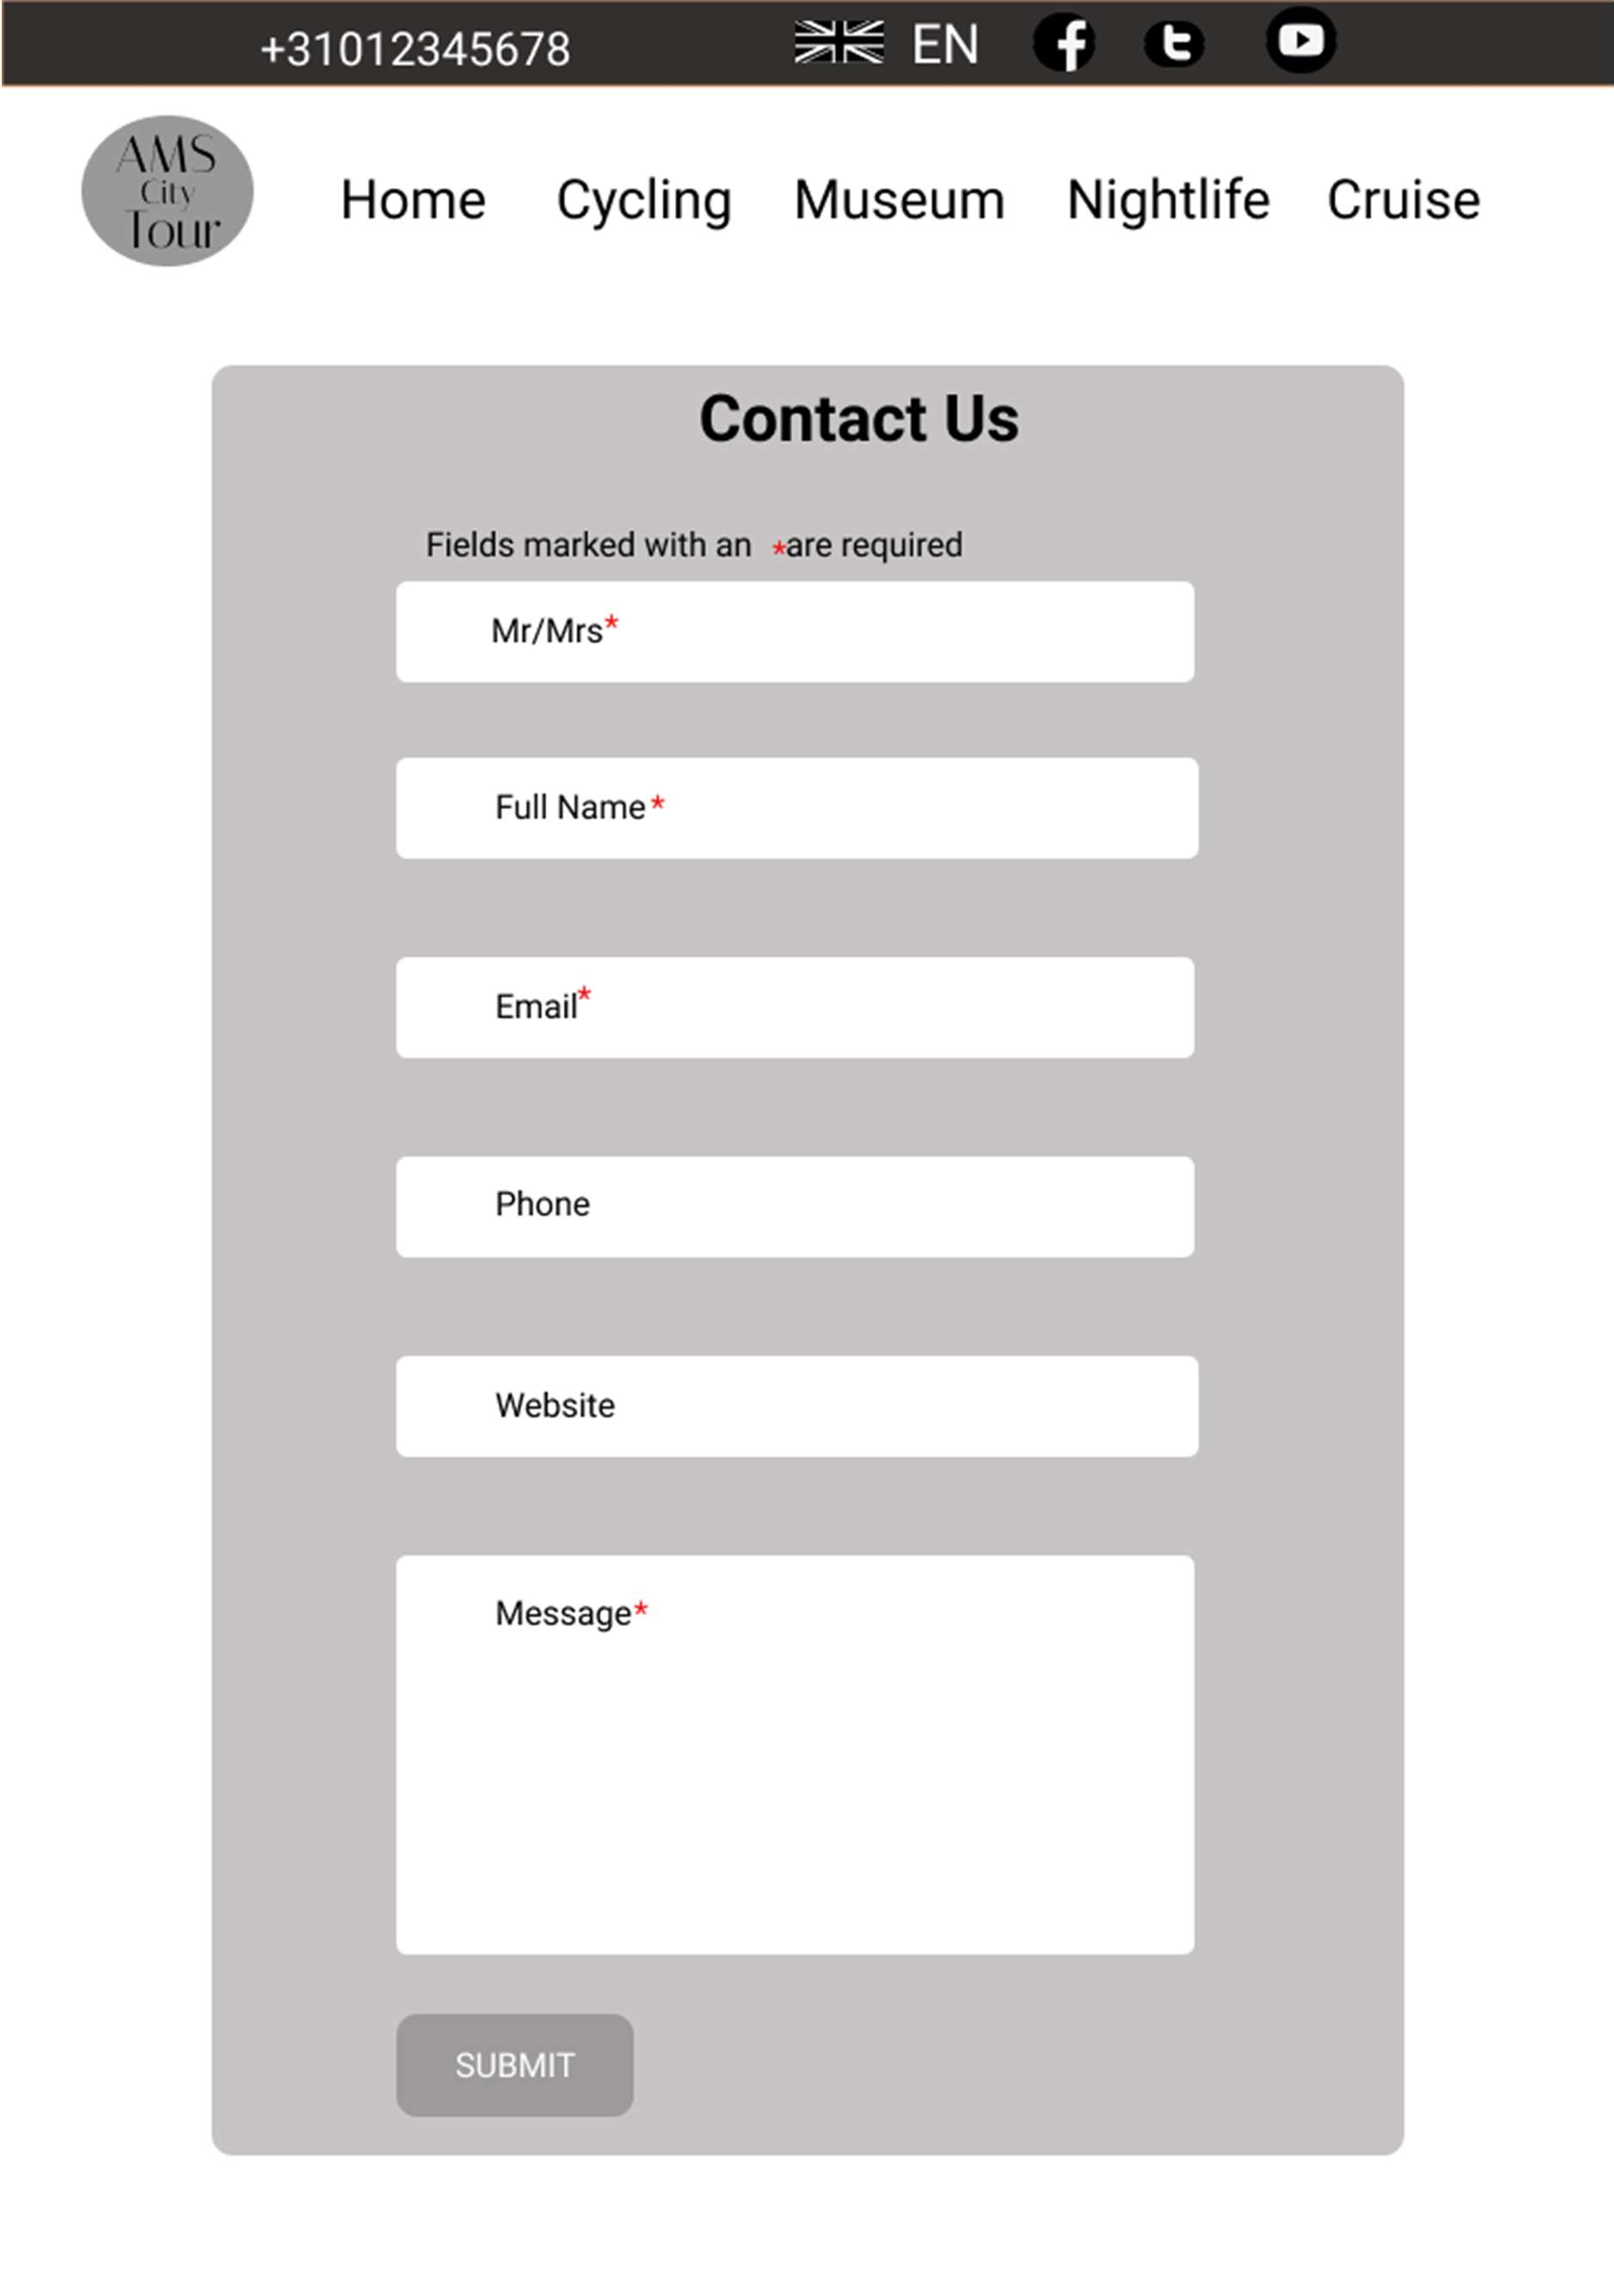 +31012345678 EN
AMS
City
Tour
Home Cycling Museum Nightlife Cruise
Contact Us
Fields marked with an *are required
Mr/Mrs*
Full Name*
Email*
Phone
Website
Message*
SUBMIT